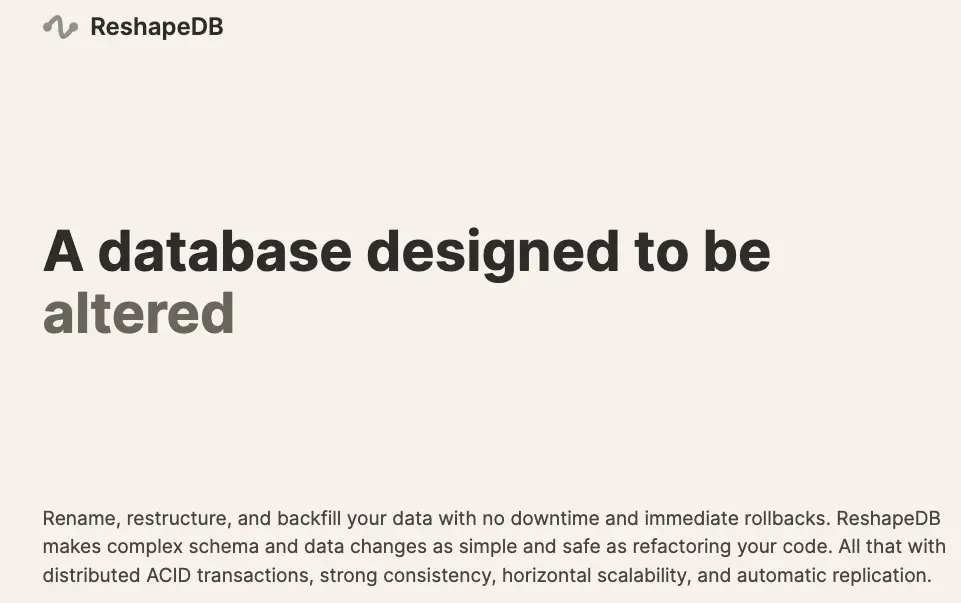 ReshapeDB
A database designed to be
altered
Rename, restructure, and backfill your data with no downtime and immediate rollbacks. ReshapeDB
makes complex schema and data changes as simple and safe as refactoring your code. All that with
distributed ACID transactions, strong consistency, horizontal scalability, and automatic replication.